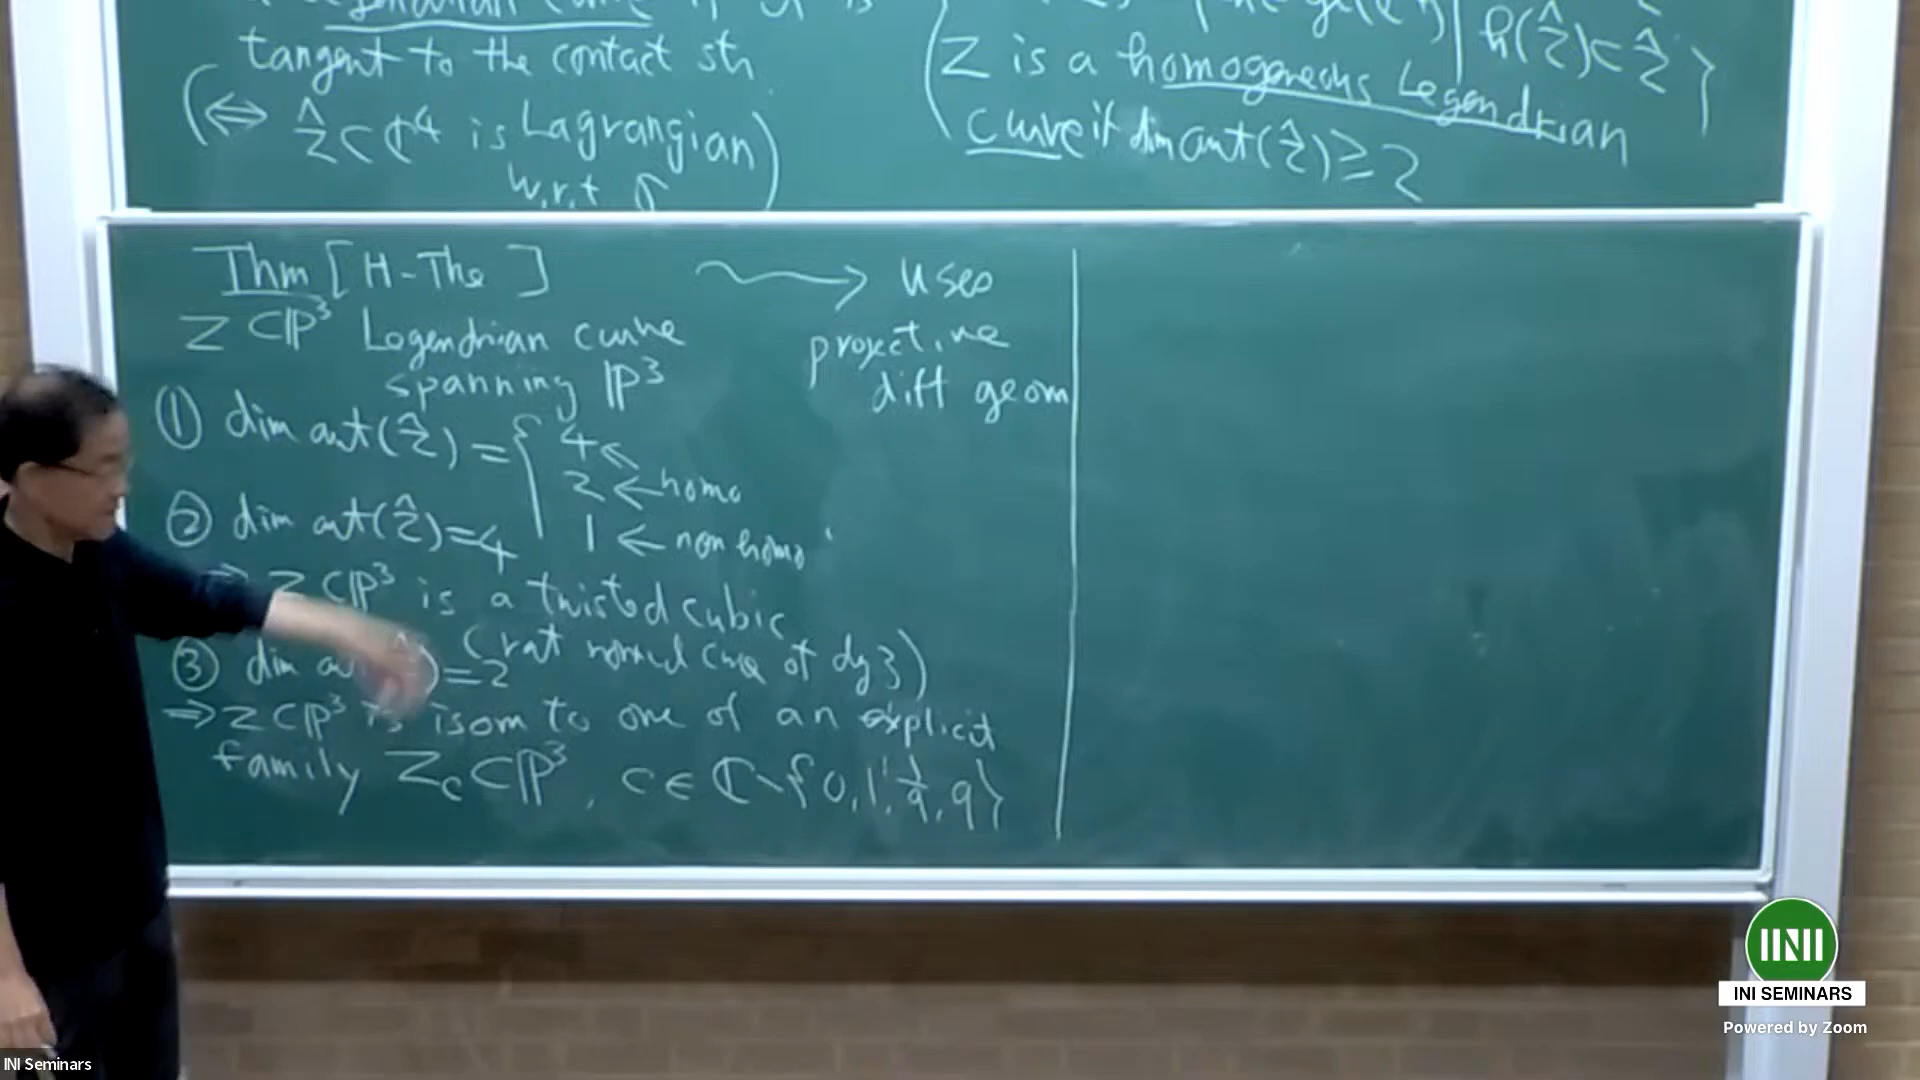 tangent to the contact str
(⇔ Ẑ ⊂ ℂ⁴ is Lagrangian)
w.r.t σ
h(Ẑ) ⊂ Ẑ }
Z is a homogeneous Legendrian
curve if dim aut(Ẑ) ≥ 2
Thm [H-The ]
Z ⊂ ℙ³ Legendrian curve
spanning ℙ³
① dim aut(Ẑ) = { 4 ←
2 ← homo
1 ← non homo
② dim aut(Ẑ) = 4
⇒ Z ⊂ ℙ³ is a twisted cubic
(rat normal curve of deg 3)
③ dim = 2
⇒ Z ⊂ ℙ³ is isom to one of an explicit
family Z_c ⊂ ℙ³, c ∈ ℂ \ {0, 1, 1/9, 9}
⟶ uses
projective
diff geom
INI
INI SEMINARS
Powered by Zoom
INI Seminars